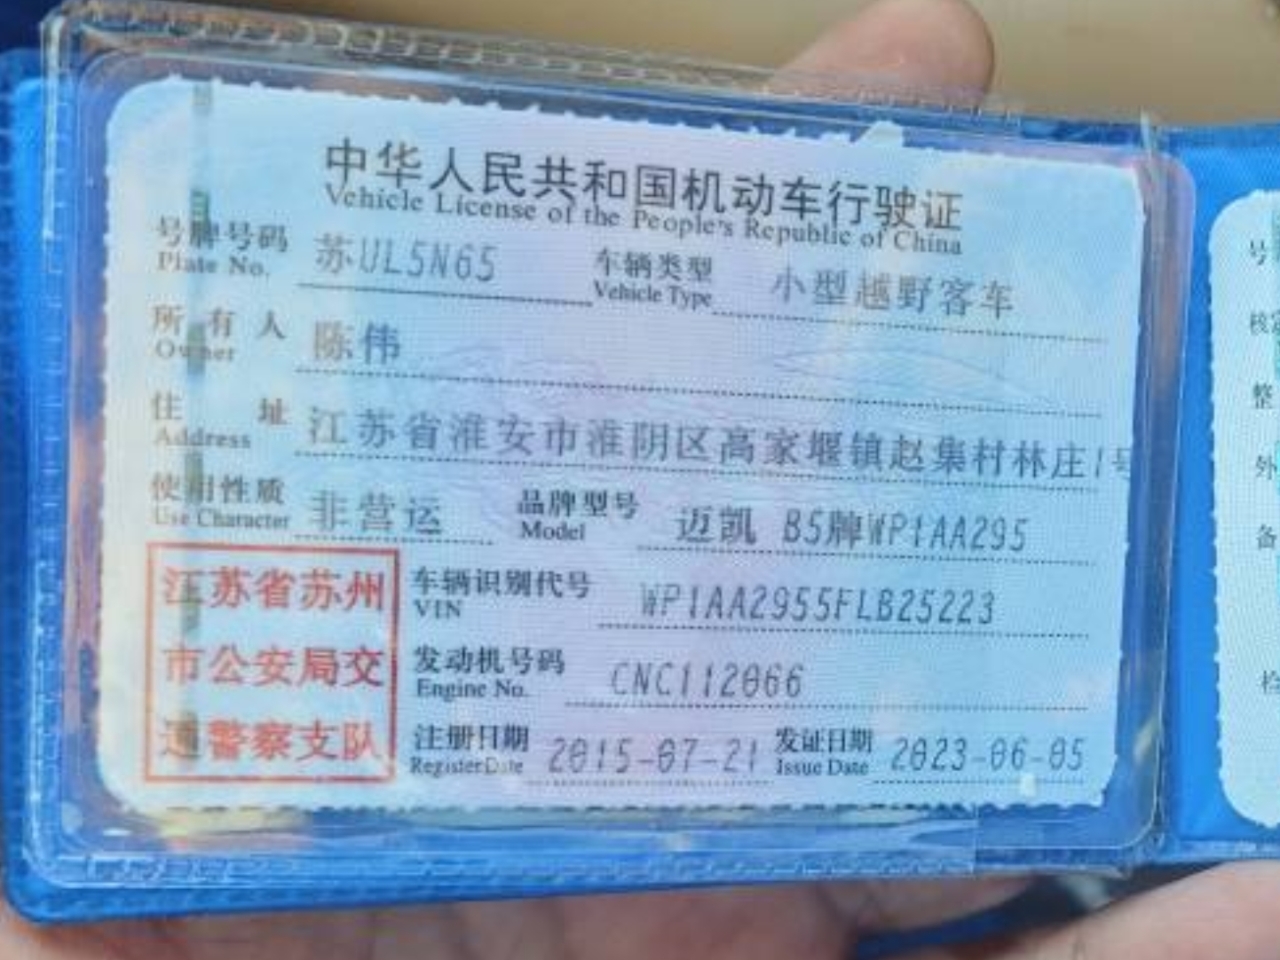 中华人民共和国机动车行驶证
Vehicle License of the People's Republic of China
号牌号码 苏UL5N65 车辆类型 小型越野客车
Plate No. Vehicle Type
所有人 陈伟
Owner
住址 江苏省淮安市淮阴区高家堰镇赵集村林庄1号
Address
使用性质 非营运 品牌型号 迈凯 B5牌WP1AA295
Use Character Model
江苏省苏州
市公安局交
通警察支队
车辆识别代号 WP1AA2955FLB25223
VIN
发动机号码 CNC112066
Engine No.
注册日期 2015-07-21 发证日期 2023-06-05
Register Date Issue Date
号
核
整
外
备
检